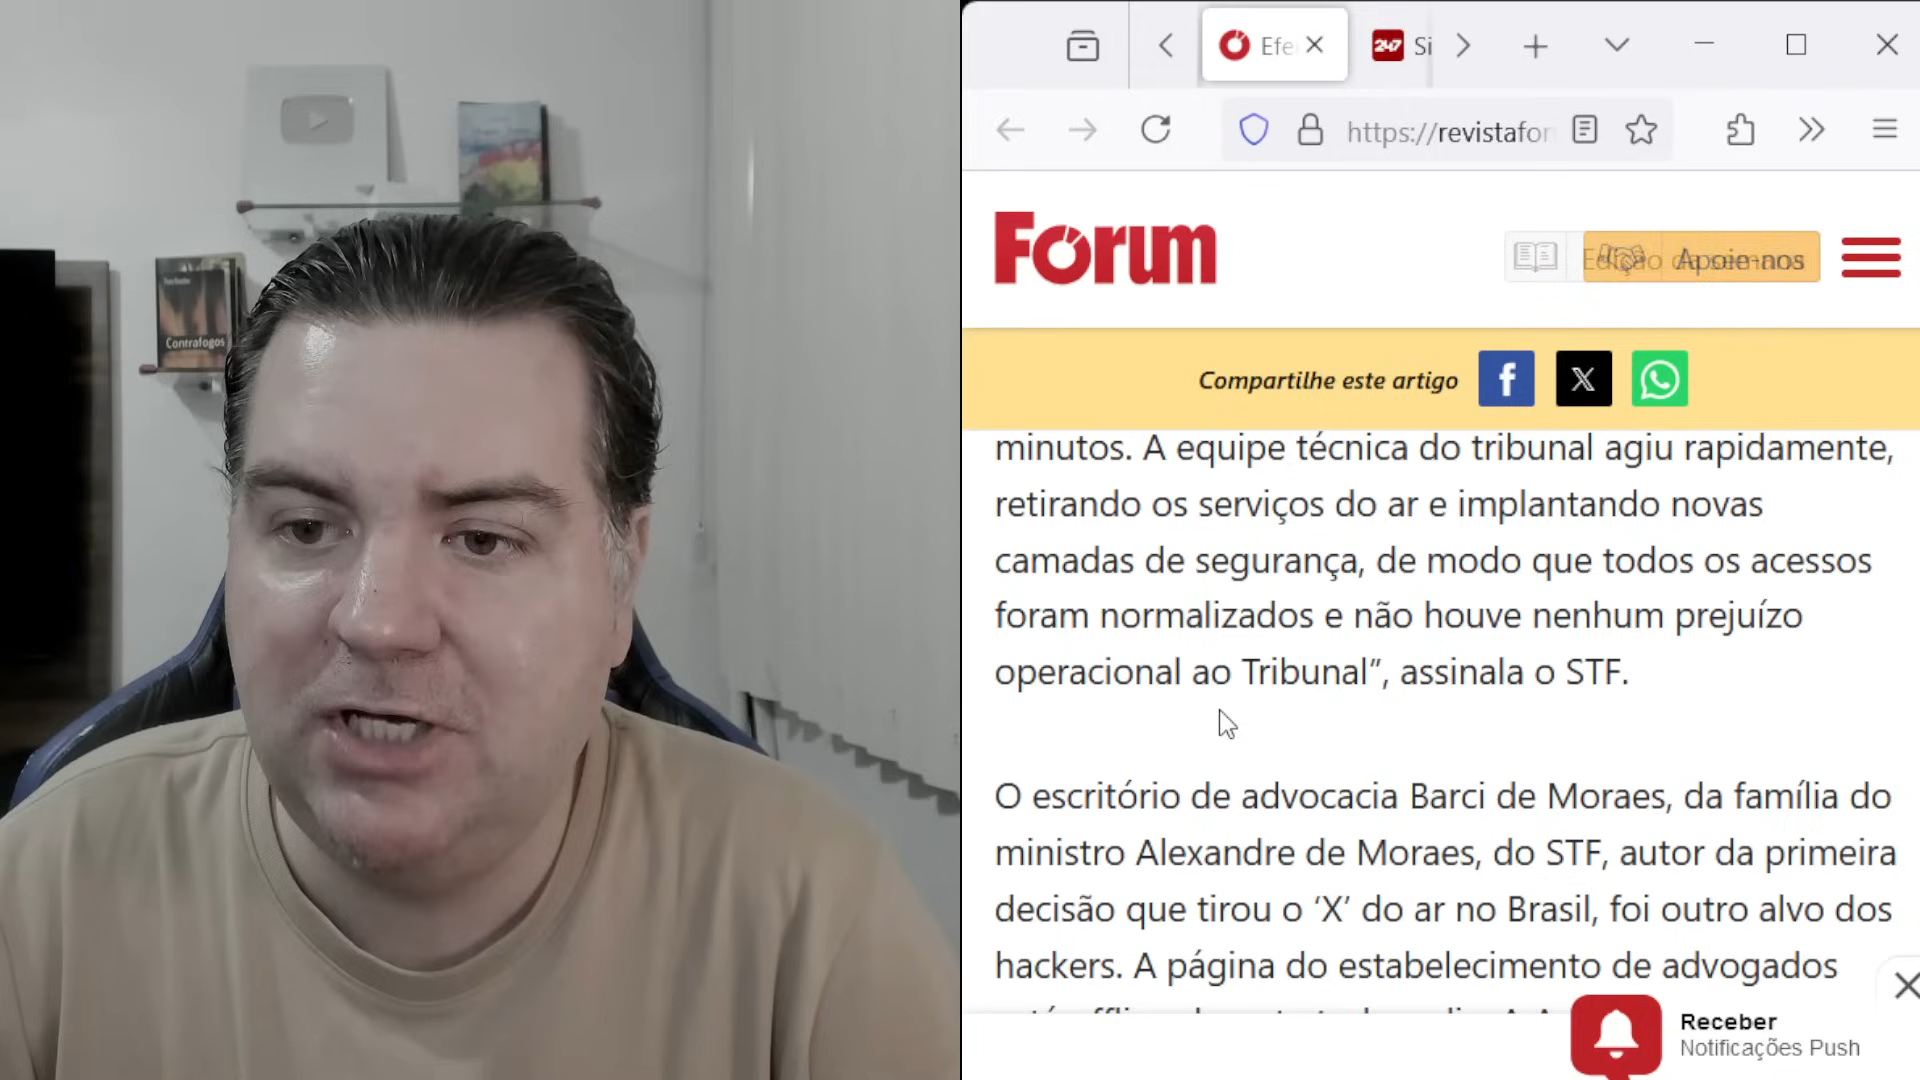 Contrafogos
Efe
247
Si
https://revistafor
Forum
Apoie-nos
Compartilhe este artigo
minutos. A equipe técnica do tribunal agiu rapidamente,
retirando os serviços do ar e implantando novas
camadas de segurança, de modo que todos os acessos
foram normalizados e não houve nenhum prejuízo
operacional ao Tribunal”, assinala o STF.
O escritório de advocacia Barci de Moraes, da família do
ministro Alexandre de Moraes, do STF, autor da primeira
decisão que tirou o ‘X’ do ar no Brasil, foi outro alvo dos
hackers. A página do estabelecimento de advogados
Receber
Notificações Push